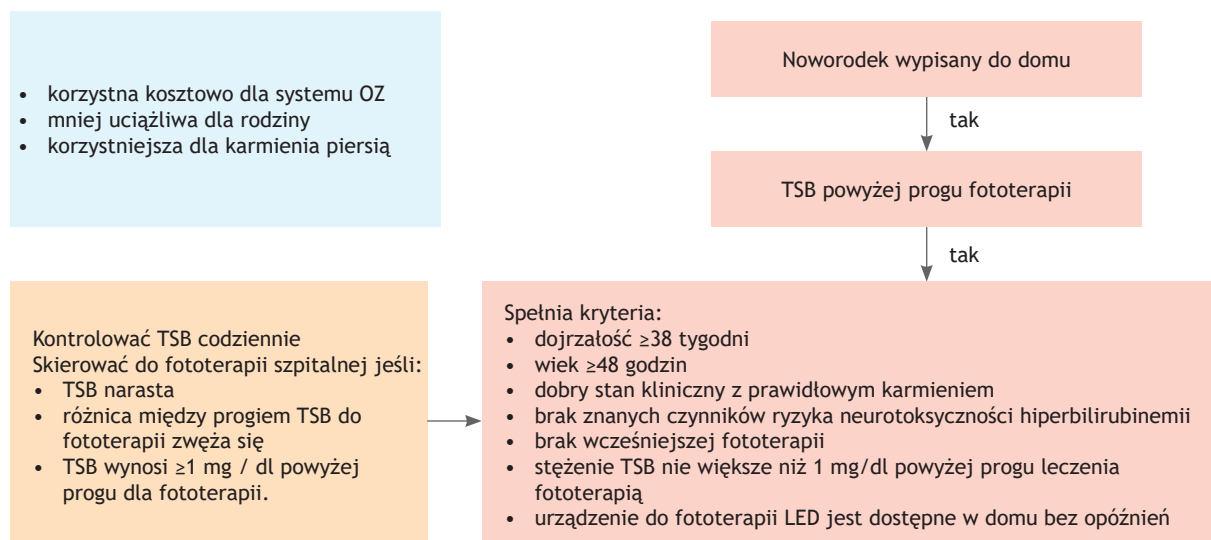 • korzystna kosztowo dla systemu OZ
• mniej uciążliwa dla rodziny
• korzystniejsza dla karmienia piersią
Noworodek wypisany do domu
tak
TSB powyżej progu fototerapii
tak
Kontrolować TSB codziennie
Skierować do fototerapii szpitalnej jeśli:
• TSB narasta
• różnica między progiem TSB do
fototerapii zwęża się
• TSB wynosi ≥1 mg / dl powyżej
progu dla fototerapii.
Spełnia kryteria:
• dojrzałość ≥38 tygodni
• wiek ≥48 godzin
• dobry stan kliniczny z prawidłowym karmieniem
• brak znanych czynników ryzyka neurotoksyczności hiperbilirubinemii
• brak wcześniejszej fototerapii
• stężenie TSB nie większe niż 1 mg/dl powyżej progu leczenia
fototerapią
• urządzenie do fototerapii LED jest dostępne w domu bez opóźnień